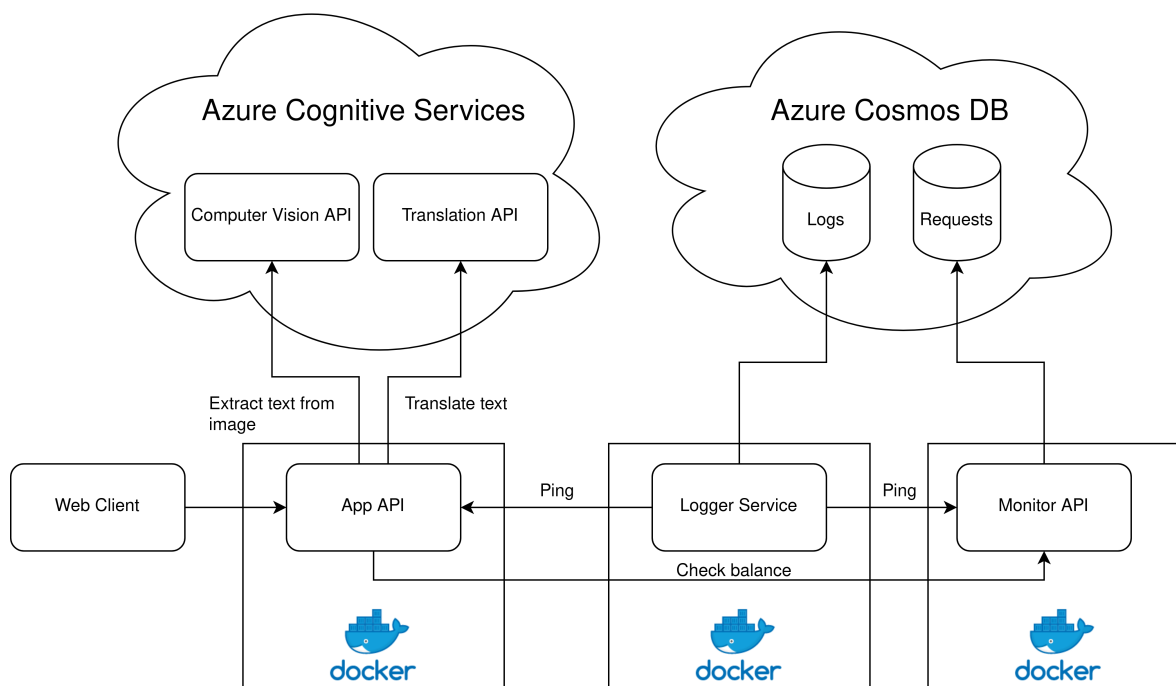 Azure Cognitive Services
Azure Cosmos DB
Computer Vision API
Translation API
Logs
Requests
Extract text from
image
Translate text
Web Client
App API
Ping
Logger Service
Ping
Monitor API
Check balance
docker
docker
docker